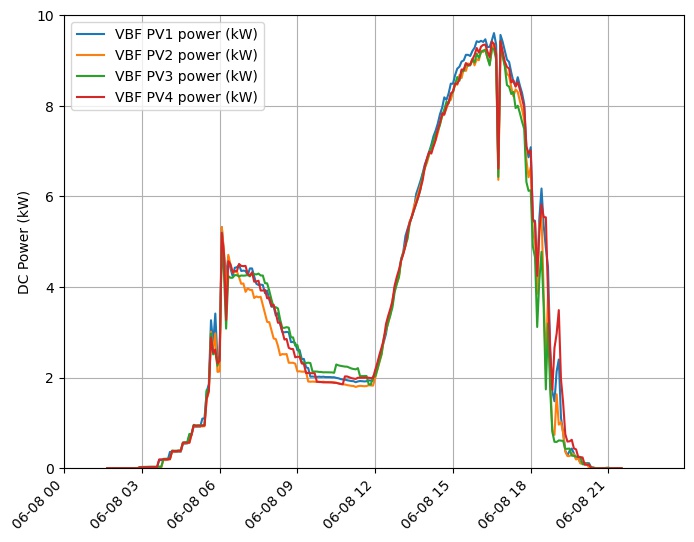 10
8
6
4
2
0
DC Power (kW)
VBF PV1 power (kW)
VBF PV2 power (kW)
VBF PV3 power (kW)
VBF PV4 power (kW)
06-08 00
06-08 03
06-08 06
06-08 09
06-08 12
06-08 15
06-08 18
06-08 21